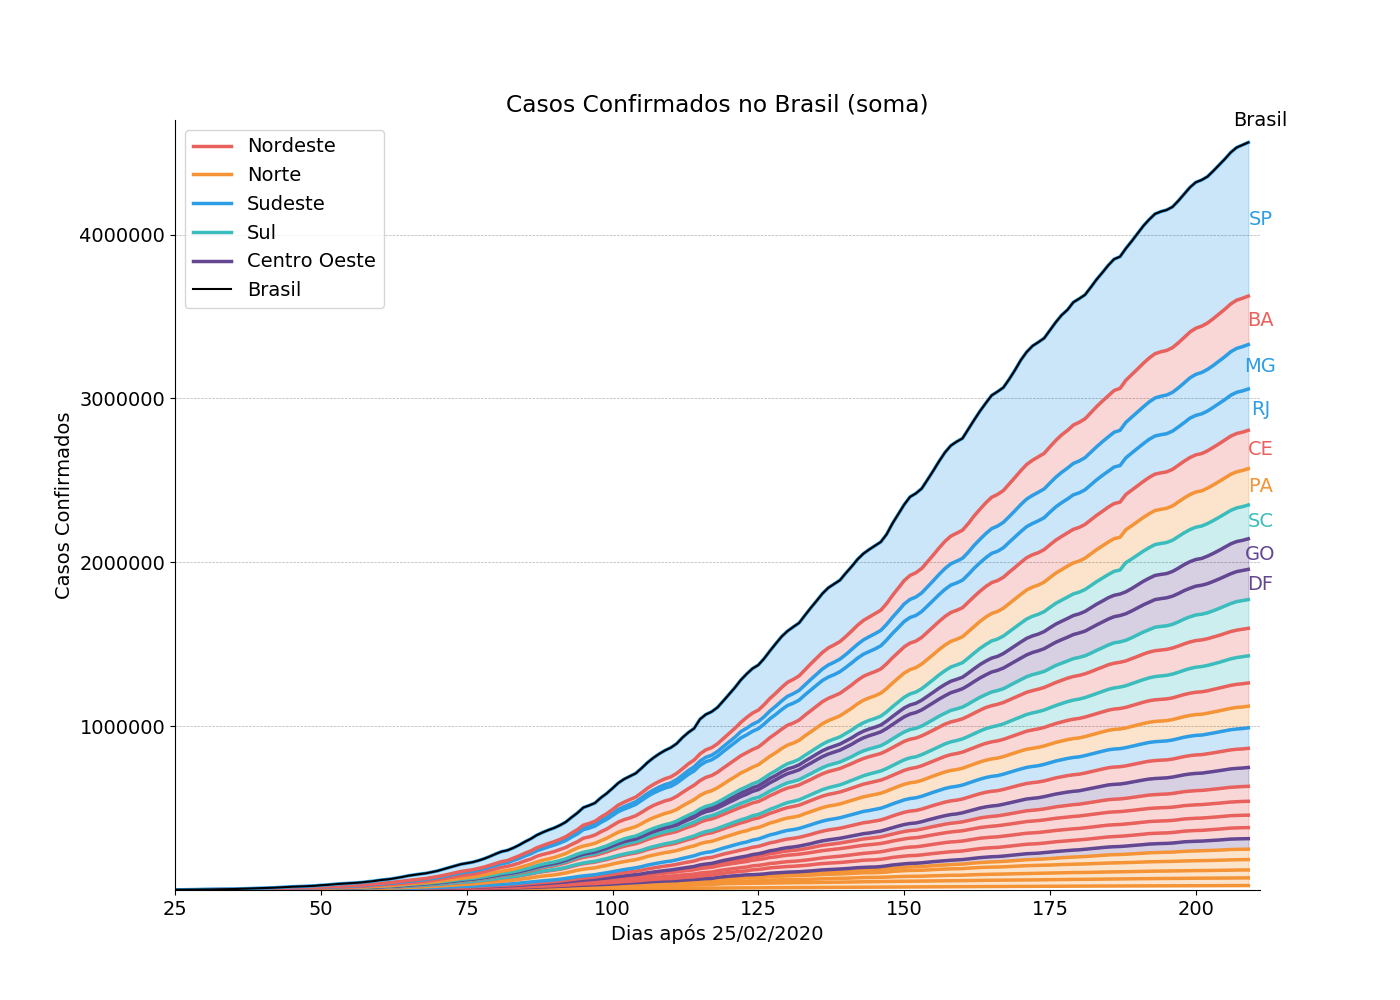 Casos Confirmados no Brasil (soma)
Brasil
Nordeste
Norte
Sudeste
Sul
Centro Oeste
Brasil
SP
BA
MG
RJ
CE
PA
SC
GO
DF
4000000
3000000
2000000
1000000
Casos Confirmados
25 50 75 100 125 150 175 200
Dias após 25/02/2020